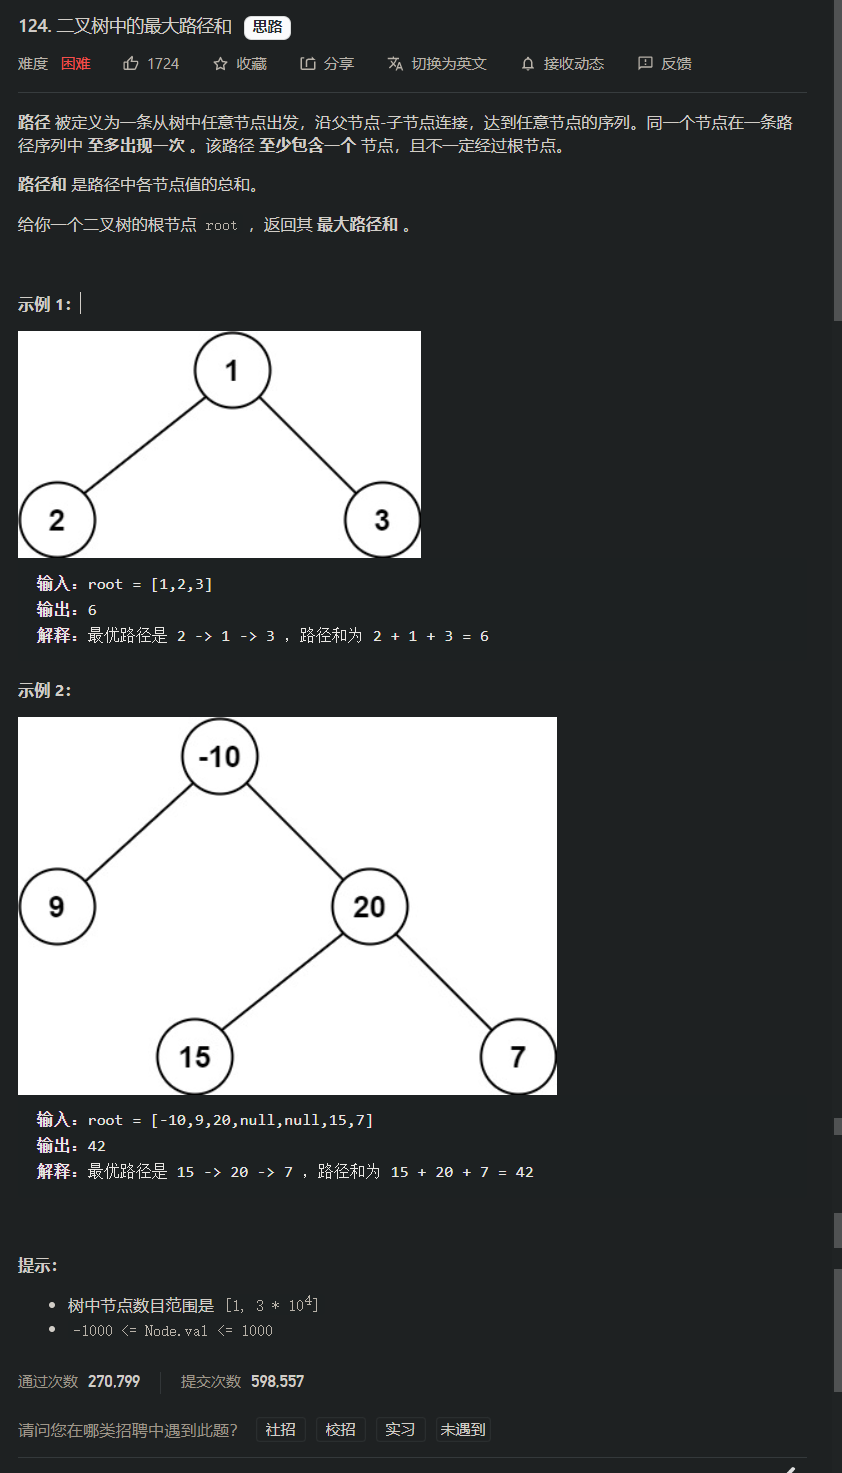 124. 二叉树中的最大路径和 思路
难度 困难 1724 收藏 分享 切换为英文 接收动态 反馈
路径 被定义为一条从树中任意节点出发，沿父节点-子节点连接，达到任意节点的序列。同一个节点在一条路
径序列中 至多出现一次 。该路径 至少包含一个 节点，且不一定经过根节点。
路径和 是路径中各节点值的总和。
给你一个二叉树的根节点 root ，返回其 最大路径和 。
示例 1：
1
2 3
输入：root = [1,2,3]
输出：6
解释：最优路径是 2 -> 1 -> 3 ，路径和为 2 + 1 + 3 = 6
示例 2：
-10
9 20
15 7
输入：root = [-10,9,20,null,null,15,7]
输出：42
解释：最优路径是 15 -> 20 -> 7 ，路径和为 15 + 20 + 7 = 42
提示：
• 树中节点数目范围是 [1, 3 * 10⁴]
• -1000 <= Node.val <= 1000
通过次数 270,799 提交次数 598,557
请问您在哪类招聘中遇到此题？ 社招 校招 实习 未遇到